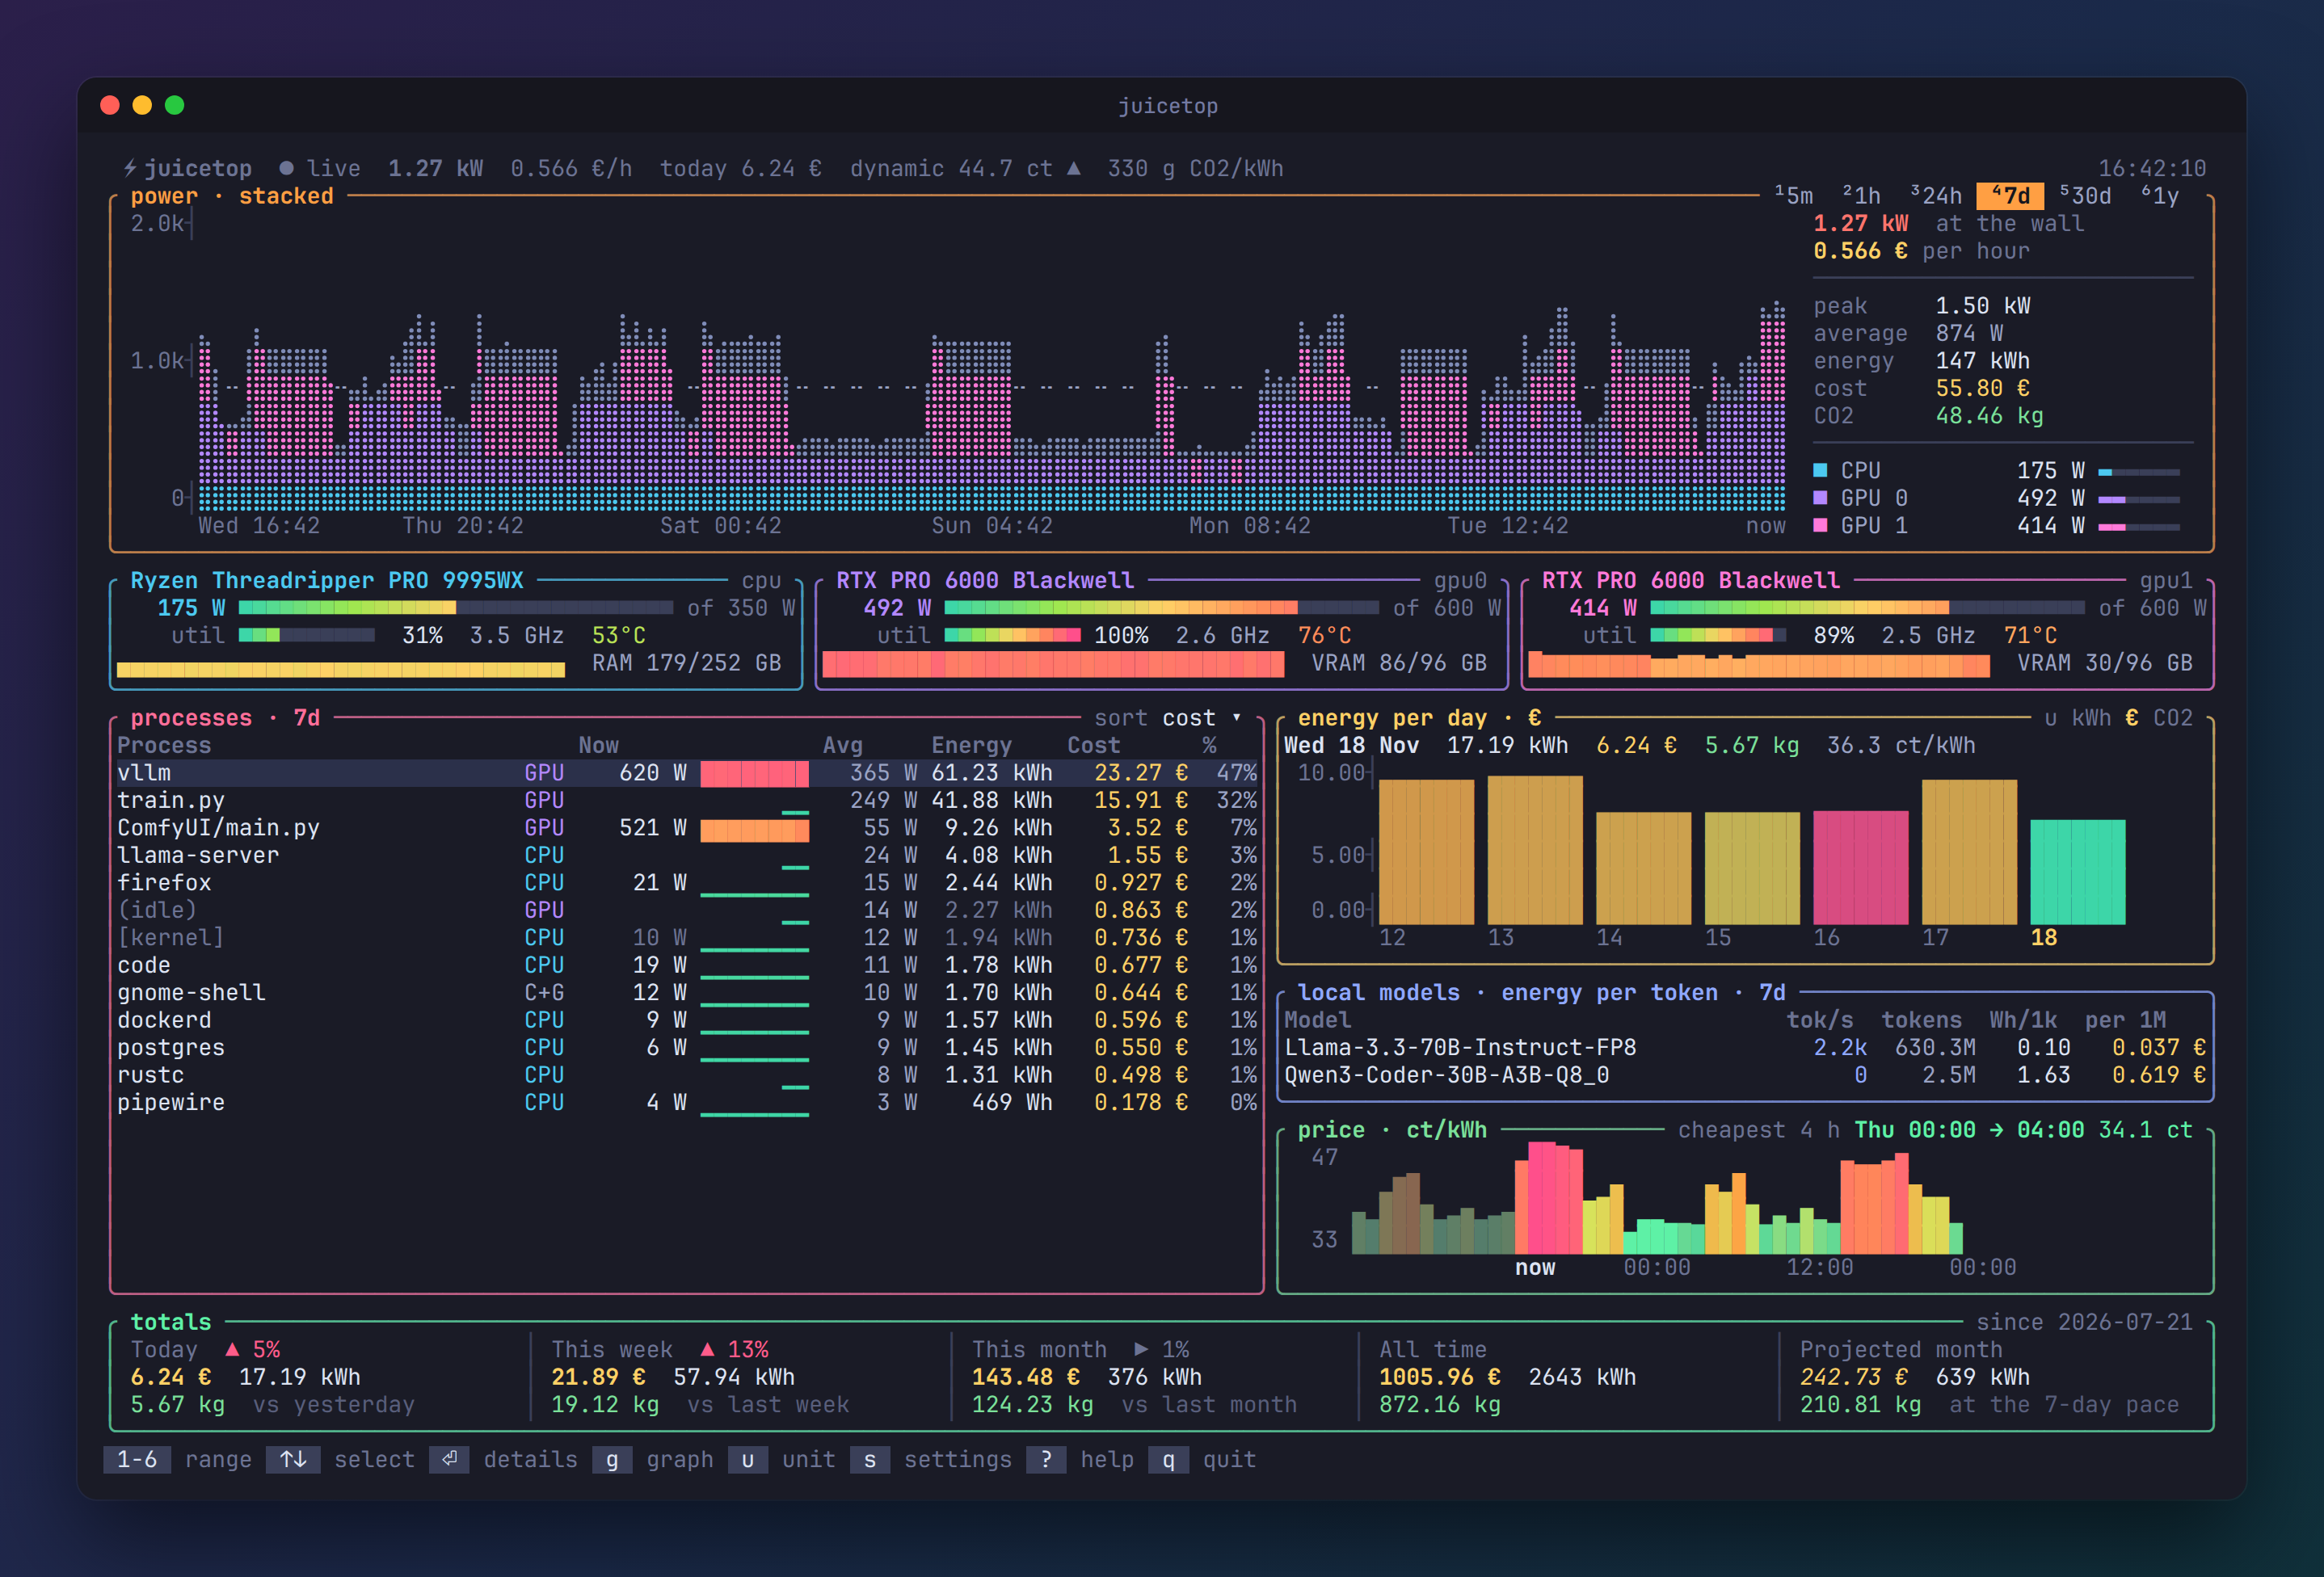 juicetop
⚡juicetop ● live 1.27 kW 0.566 €/h today 6.24 € dynamic 44.7 ct ▲ 330 g CO2/kWh 16:42:10
power · stacked ¹5m ²1h ³24h ⁴7d ⁵30d ⁶1y
2.0k 1.27 kW at the wall
0.566 € per hour
peak 1.50 kW
average 874 W
1.0k energy 147 kWh
cost 55.80 €
CO2 48.46 kg
CPU 175 W
0 GPU 0 492 W
Wed 16:42 Thu 20:42 Sat 00:42 Sun 04:42 Mon 08:42 Tue 12:42 now GPU 1 414 W
Ryzen Threadripper PRO 9995WX cpu
175 W of 350 W
util 31% 3.5 GHz 53°C
RAM 179/252 GB
RTX PRO 6000 Blackwell gpu0
492 W of 600 W
util 100% 2.6 GHz 76°C
VRAM 86/96 GB
RTX PRO 6000 Blackwell gpu1
414 W of 600 W
util 89% 2.5 GHz 71°C
VRAM 30/96 GB
processes · 7d sort cost ▾
Process Now Avg Energy Cost %
vllm GPU 620 W 365 W 61.23 kWh 23.27 € 47%
train.py GPU 249 W 41.88 kWh 15.91 € 32%
ComfyUI/main.py GPU 521 W 55 W 9.26 kWh 3.52 € 7%
llama-server CPU 24 W 4.08 kWh 1.55 € 3%
firefox CPU 21 W 15 W 2.44 kWh 0.927 € 2%
(idle) GPU 14 W 2.27 kWh 0.863 € 2%
[kernel] CPU 10 W 12 W 1.94 kWh 0.736 € 1%
code CPU 19 W 11 W 1.78 kWh 0.677 € 1%
gnome-shell C+G 12 W 10 W 1.70 kWh 0.644 € 1%
dockerd CPU 9 W 9 W 1.57 kWh 0.596 € 1%
postgres CPU 6 W 9 W 1.45 kWh 0.550 € 1%
rustc CPU 8 W 1.31 kWh 0.498 € 1%
pipewire CPU 4 W 3 W 469 Wh 0.178 € 0%
energy per day · € u kWh € CO2
Wed 18 Nov 17.19 kWh 6.24 € 5.67 kg 36.3 ct/kWh
10.00
5.00
0.00
12 13 14 15 16 17 18
local models · energy per token · 7d
Model tok/s tokens Wh/1k per 1M
Llama-3.3-70B-Instruct-FP8 2.2k 630.3M 0.10 0.037 €
Qwen3-Coder-30B-A3B-Q8_0 0 2.5M 1.63 0.619 €
price · ct/kWh cheapest 4 h Thu 00:00 → 04:00 34.1 ct
47
33
now 00:00 12:00 00:00
totals since 2026-07-21
Today ▲ 5% This week ▲ 13% This month ▶ 1% All time Projected month
6.24 € 17.19 kWh 21.89 € 57.94 kWh 143.48 € 376 kWh 1005.96 € 2643 kWh 242.73 € 639 kWh
5.67 kg vs yesterday 19.12 kg vs last week 124.23 kg vs last month 872.16 kg 210.81 kg at the 7-day pace
1-6 range ↑↓ select ⏎ details g graph u unit s settings ? help q quit